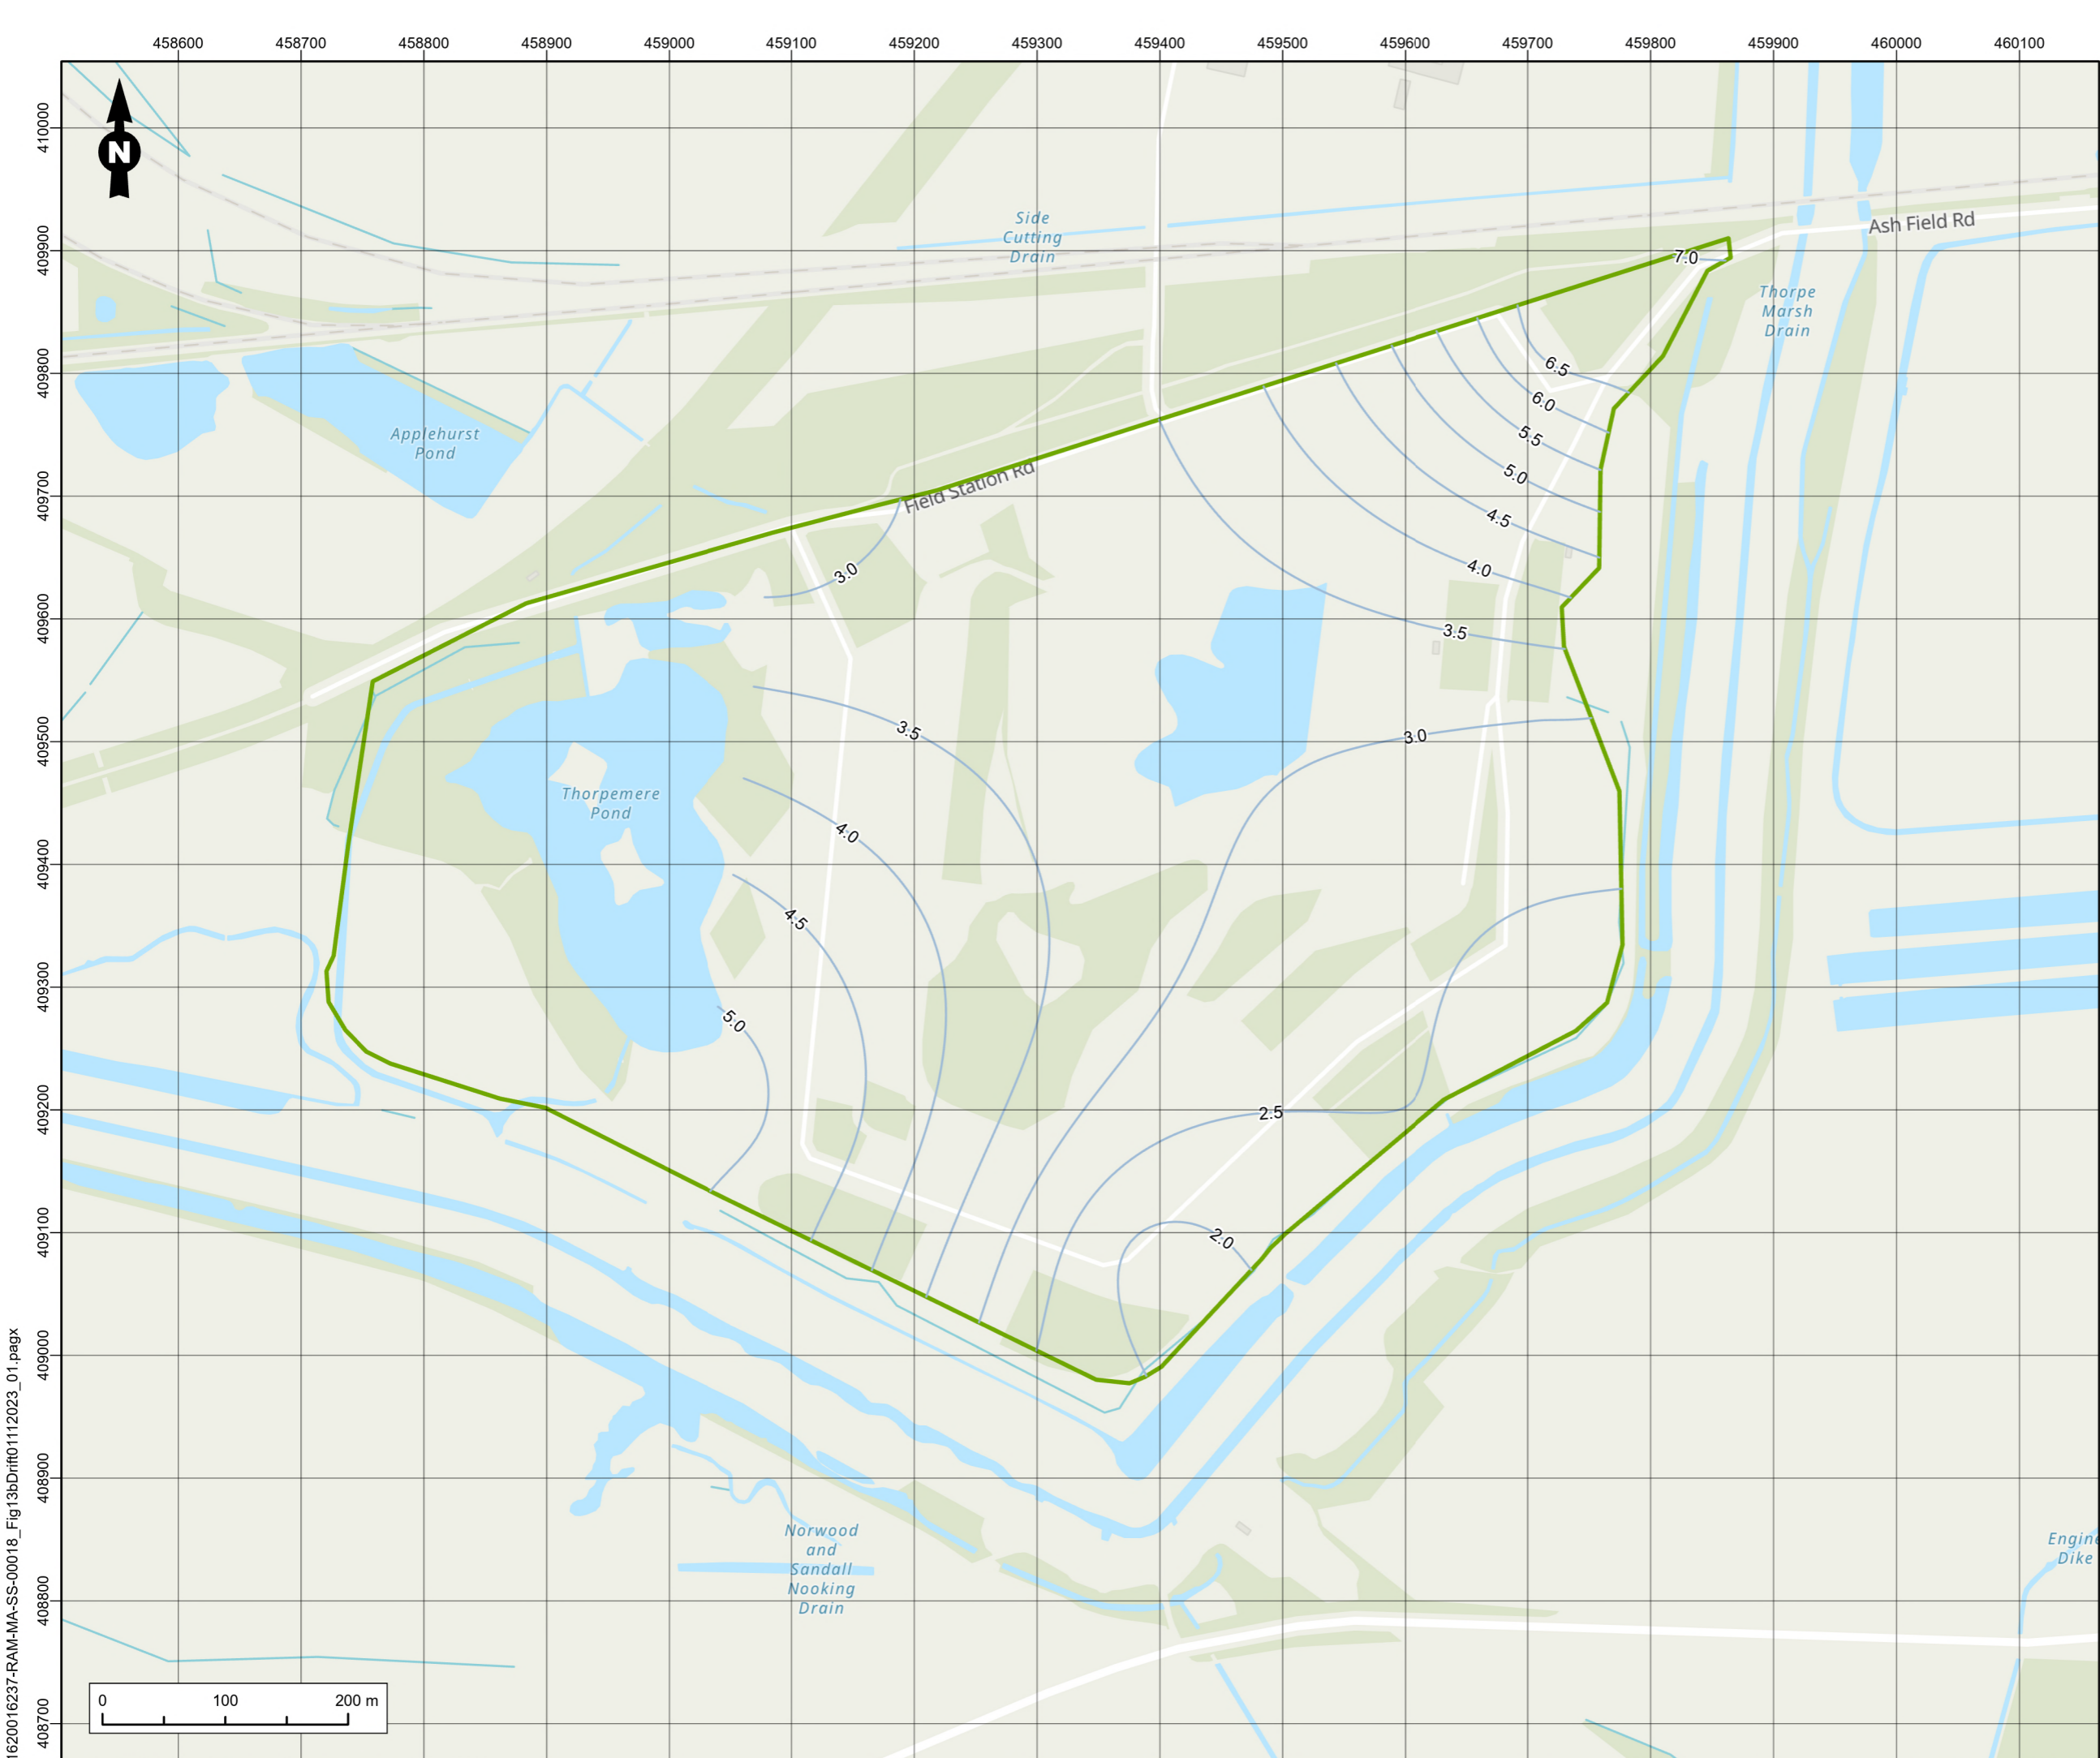 458600 458700 458800 458900 459000 459100 459200 459300 459400 459500 459600 459700 459800 459900 460000 460100
410000
409900
409800
409700
409600
409500
409400
409300
409200
409100
409000
408900
408800
408700
N
Side
Cutting
Drain
Ash Field Rd
7.0
Thorpe
Marsh
Drain
6.5
6.0
5.5
5.0
4.5
4.0
3.5
3.0
Applehurst
Pond
Field Station Rd
3.0
3.5
4.0
4.5
5.0
Thorpemere
Pond
2.5
2.0
Norwood
and
Sandall
Nooking
Drain
Engine
Dike
0 100 200 m
1620016237-RAM-MA-SS-00018_Fig13bDrift01112023_01.pagx